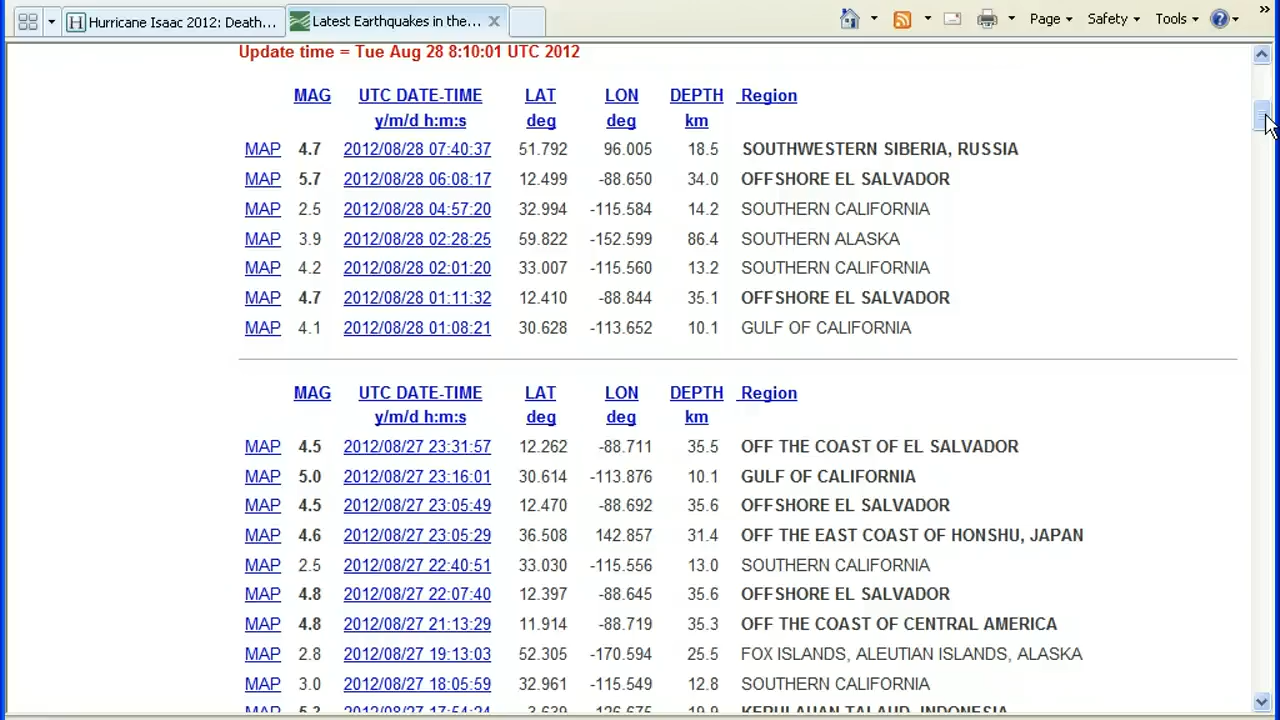 Hurricane Isaac 2012: Death... Latest Earthquakes in the... Page Safety Tools
Update time = Tue Aug 28 8:10:01 UTC 2012
MAG UTC DATE-TIME LAT LON DEPTH Region
y/m/d h:m:s deg deg km
MAP 4.7 2012/08/28 07:40:37 51.792 96.005 18.5 SOUTHWESTERN SIBERIA, RUSSIA
MAP 5.7 2012/08/28 06:08:17 12.499 -88.650 34.0 OFFSHORE EL SALVADOR
MAP 2.5 2012/08/28 04:57:20 32.994 -115.584 14.2 SOUTHERN CALIFORNIA
MAP 3.9 2012/08/28 02:28:25 59.822 -152.599 86.4 SOUTHERN ALASKA
MAP 4.2 2012/08/28 02:01:20 33.007 -115.560 13.2 SOUTHERN CALIFORNIA
MAP 4.7 2012/08/28 01:11:32 12.410 -88.844 35.1 OFFSHORE EL SALVADOR
MAP 4.1 2012/08/28 01:08:21 30.628 -113.652 10.1 GULF OF CALIFORNIA
MAG UTC DATE-TIME LAT LON DEPTH Region
y/m/d h:m:s deg deg km
MAP 4.5 2012/08/27 23:31:57 12.262 -88.711 35.5 OFF THE COAST OF EL SALVADOR
MAP 5.0 2012/08/27 23:16:01 30.614 -113.876 10.1 GULF OF CALIFORNIA
MAP 4.5 2012/08/27 23:05:49 12.470 -88.692 35.6 OFFSHORE EL SALVADOR
MAP 4.6 2012/08/27 23:05:29 36.508 142.857 31.4 OFF THE EAST COAST OF HONSHU, JAPAN
MAP 2.5 2012/08/27 22:40:51 33.030 -115.556 13.0 SOUTHERN CALIFORNIA
MAP 4.8 2012/08/27 22:07:40 12.397 -88.645 35.6 OFFSHORE EL SALVADOR
MAP 4.8 2012/08/27 21:13:29 11.914 -88.719 35.3 OFF THE COAST OF CENTRAL AMERICA
MAP 2.8 2012/08/27 19:13:03 52.305 -170.594 25.5 FOX ISLANDS, ALEUTIAN ISLANDS, ALASKA
MAP 3.0 2012/08/27 18:05:59 32.961 -115.549 12.8 SOUTHERN CALIFORNIA
MAP 2012/08/27 17:54:24 KEPULAUAN TALAUD, INDONESIA